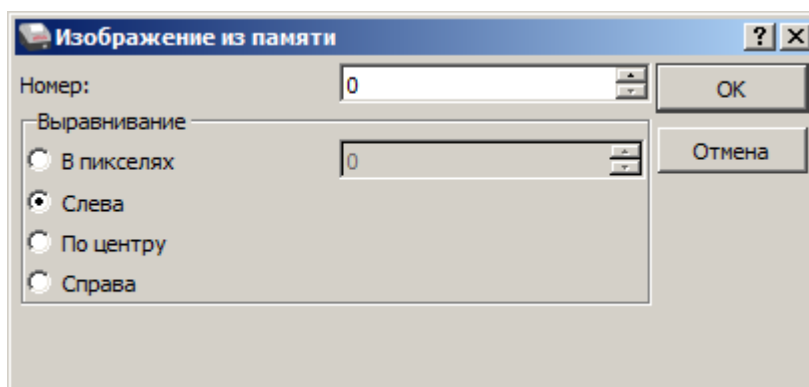 Изображение из памяти
Номер: 0 OK
Выравнивание
В пикселях 0 Отмена
Слева
По центру
Справа